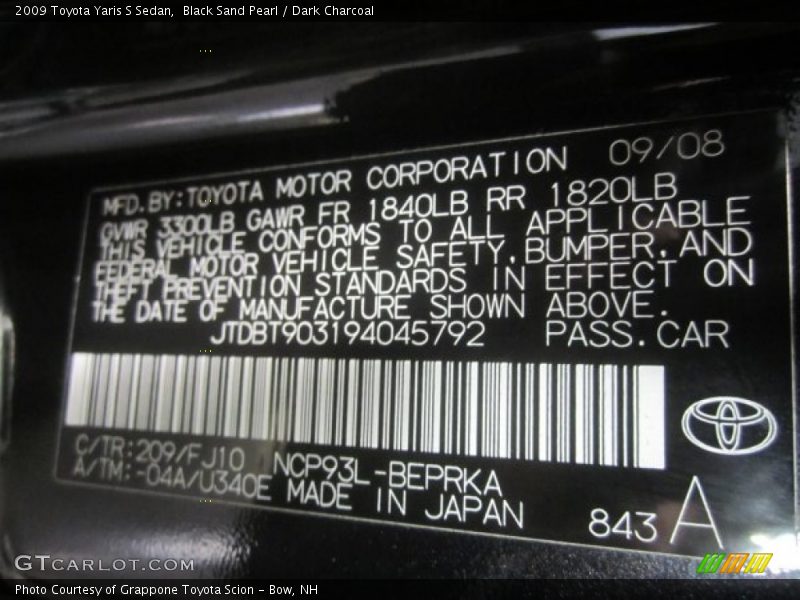 2009 Toyota Yaris S Sedan,  Black Sand Pearl / Dark Charcoal
MFD.BY:TOYOTA MOTOR CORPORATION 09/08
GVWR 3300LB GAWR FR 1840LB RR 1820LB
THIS VEHICLE CONFORMS TO ALL APPLICABLE
FEDERAL MOTOR VEHICLE SAFETY,BUMPER,AND
THEFT PREVENTION STANDARDS IN EFFECT ON
THE DATE OF MANUFACTURE SHOWN ABOVE.
JTDBT903194045792 PASS.CAR
C/TR:209/FJ10 NCP93L-BEPRKA
A/TM:-04A/U340E MADE IN JAPAN
843 A
GTCARLOT.COM
Photo Courtesy of Grappone Toyota Scion - Bow, NH